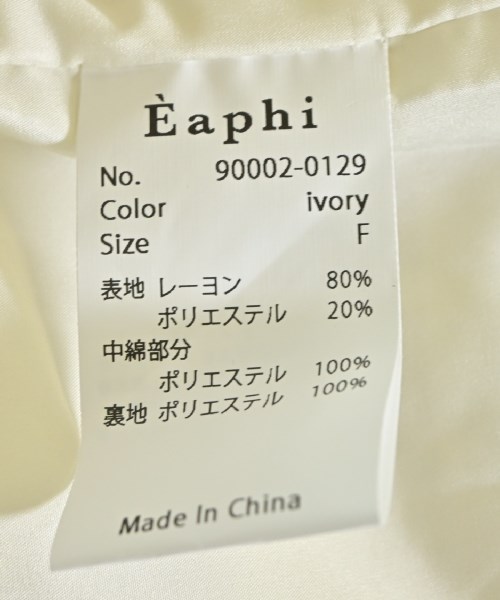 Èaphi
No. 90002-0129
Color ivory
Size F
表地 レーヨン 80%
ポリエステル 20%
中綿部分
ポリエステル 100%
裏地 ポリエステル 100%
Made In China